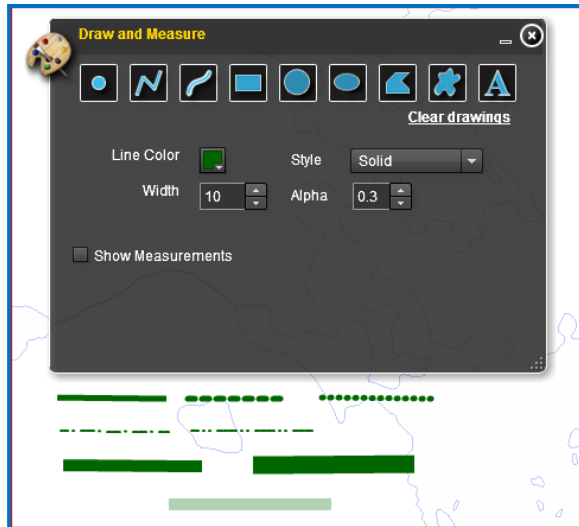 Draw and Measure
A
Clear drawings
Line Color
Style Solid
Width 10 Alpha 0.3
Show Measurements